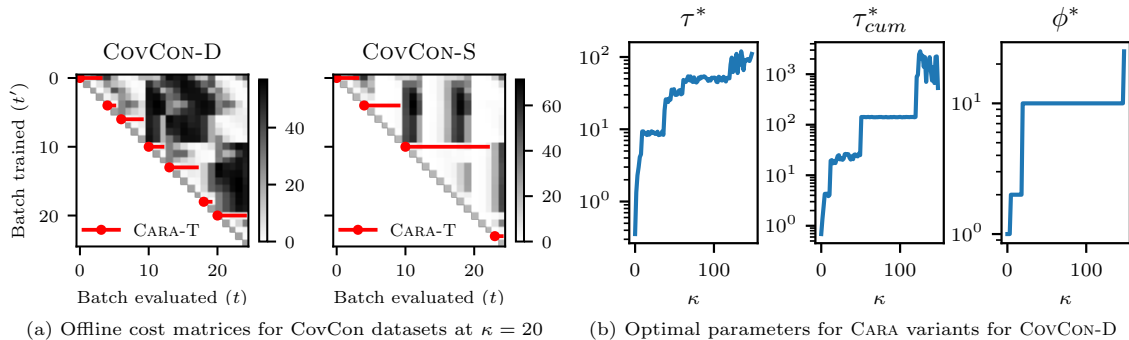 COVCON-D
COVCON-S
Batch trained (t′)
0
10
20
CARA-T
0
10
20
Batch evaluated (t)
0
20
40
CARA-T
0
10
20
Batch evaluated (t)
0
20
40
60
τ*
10²
10¹
10⁰
0
100
κ
τ*cum
10³
10²
10¹
10⁰
0
100
κ
ϕ*
10¹
10⁰
0
100
κ
(a) Offline cost matrices for CovCon datasets at κ = 20
(b) Optimal parameters for CARA variants for COVCON-D